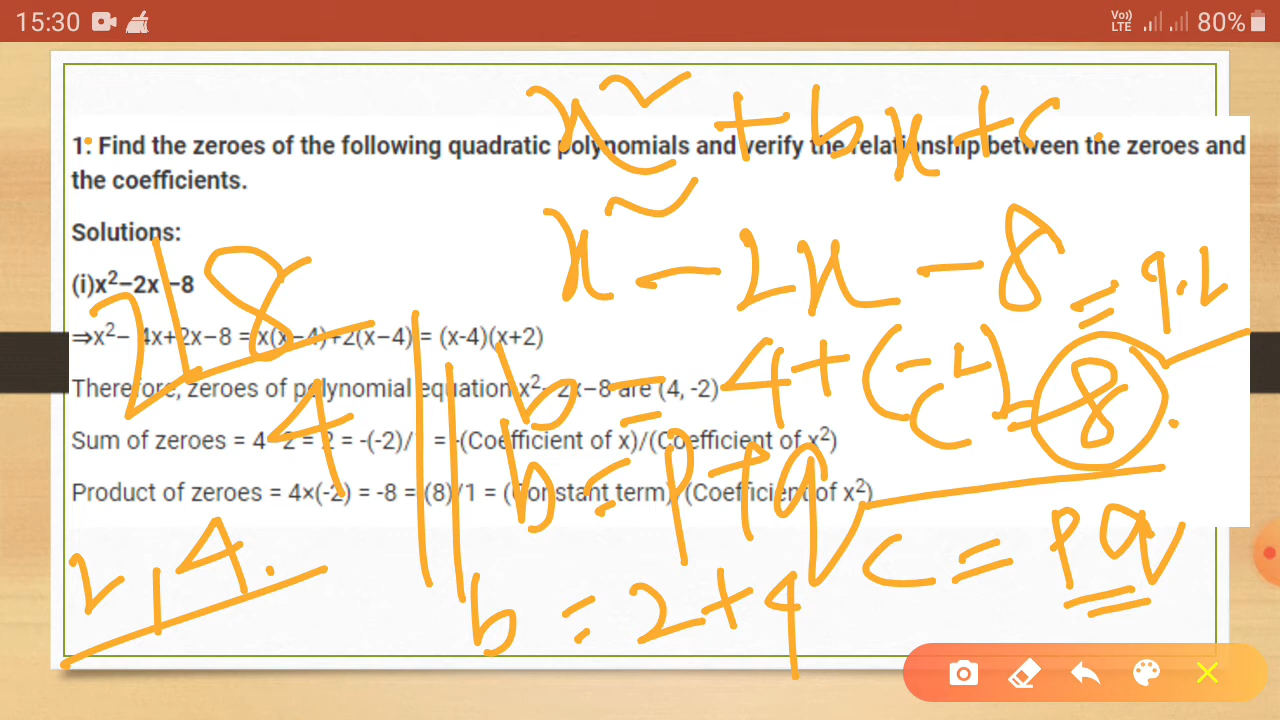 15:30 Vo)) LTE 80%
x² + bx + c.
1. Find the zeroes of the following quadratic polynomials and verify the relationship between the zeroes and
the coefficients.
Solutions:
x² - 2x - 8
(i)x²–2x –8
2|8
4
= 4.2
⇒x²– 4x+2x–8 = x(x–4)+2(x–4) = (x-4)(x+2)
Therefore, zeroes of polynomial equation x²–2x–8 are (4, -2)
Sum of zeroes = 4–2 = 2 = -(-2)/1 = -(Coefficient of x)/(Coefficient of x²)
8
b = p+q
Product of zeroes = 4×(-2) = -8 =-(8)/1 = (Constant term)/(Coefficient of x²)
c = pq
2,4.
b = 2+4